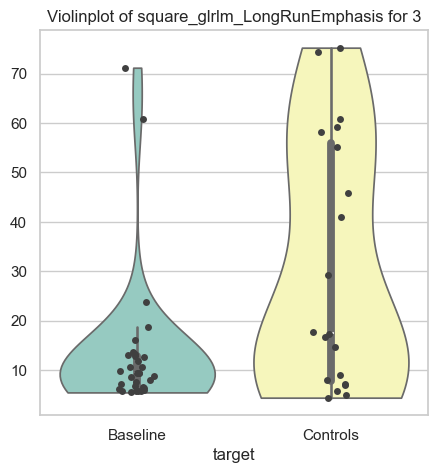 Violinplot of square_glrlm_LongRunEmphasis for 3
70
60
50
40
30
20
10
Baseline
Controls
target